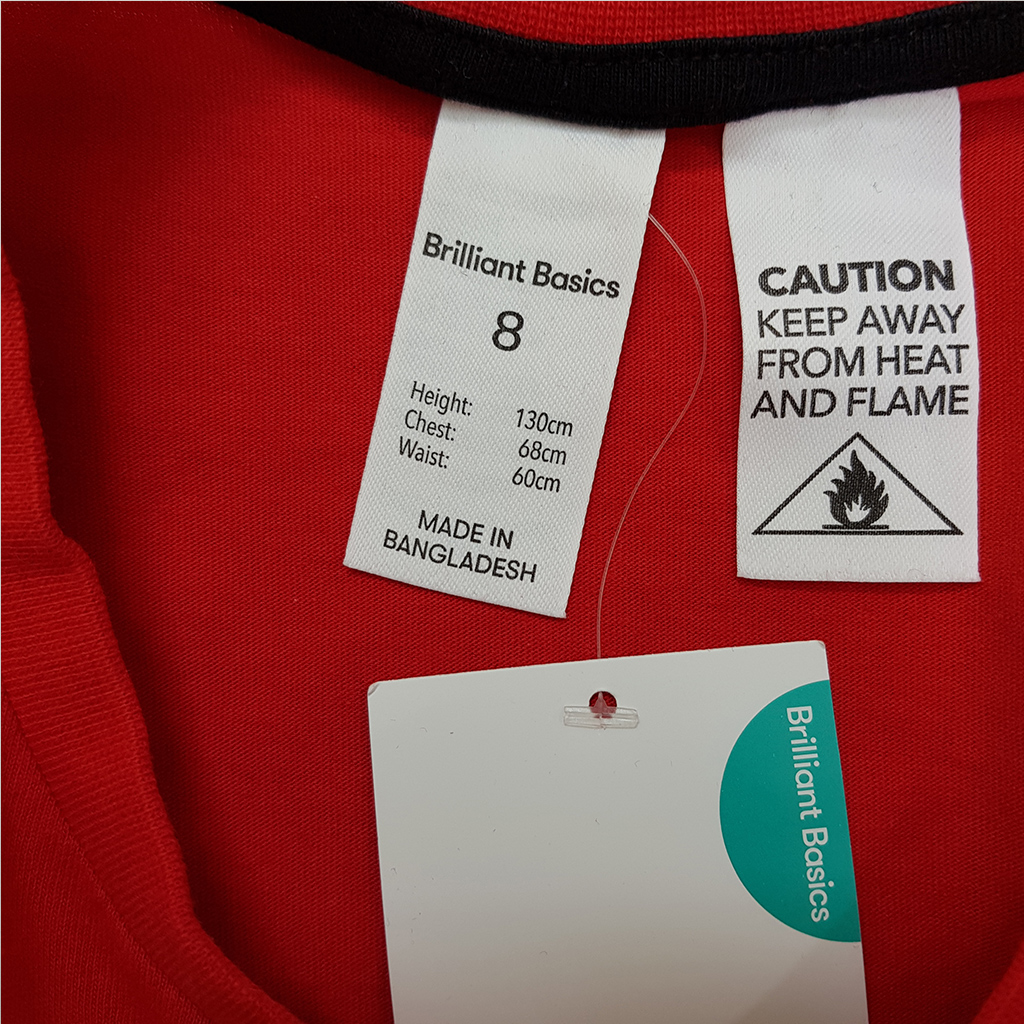 Brilliant Basics
8
Height: 130cm
Chest: 68cm
Waist: 60cm
MADE IN
BANGLADESH
CAUTION
KEEP AWAY
FROM HEAT
AND FLAME
Brilliant Basics